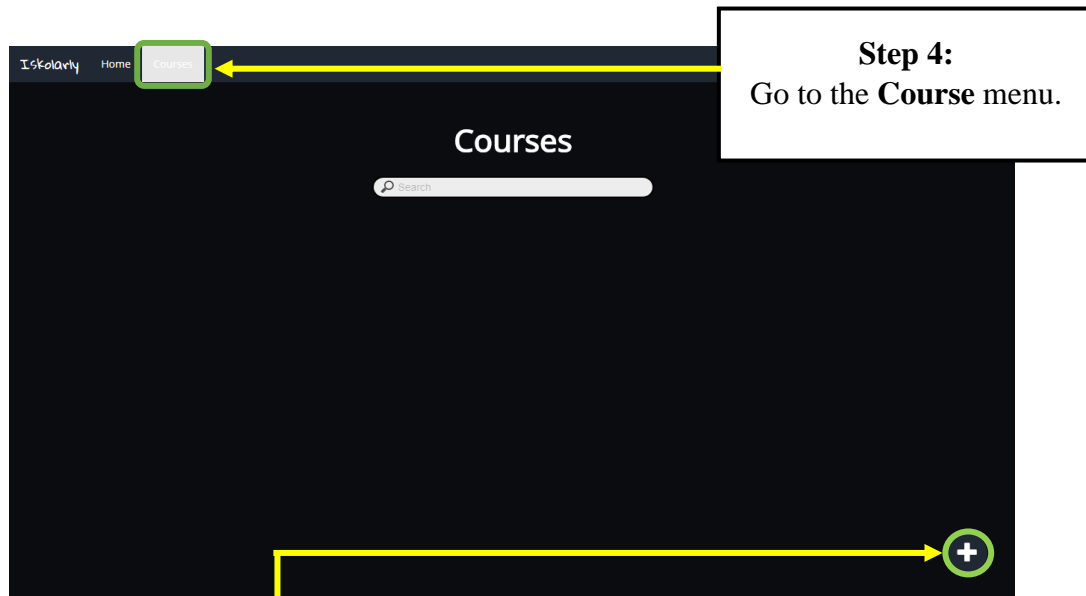 Step 4:
Go to the Course menu.
Iskolarly Home Courses
Courses
Search